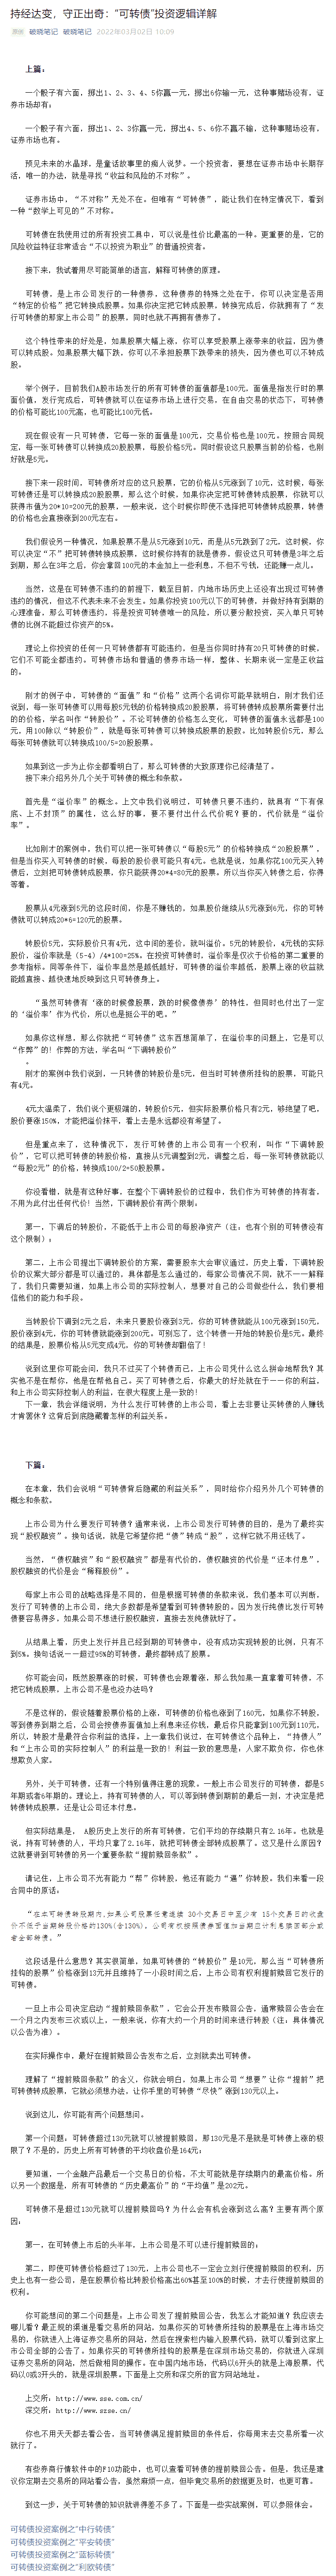 持经达变，守正出奇：“可转债”投资逻辑详解
原创 破晓笔记 破晓笔记 2022年03月02日 10:09
上篇：
一个骰子有六面，掷出1、2、3、4、5你赢一元，掷出6你输一元，这种事赌场没有，证
券市场却有；
一个骰子有六面，掷出1、2、3你赢一元，掷出4、5、6你不赢不输，这种事赌场没有，
证券市场也有。
预见未来的水晶球，是童话故事里的痴人说梦。一个投资者，要想在证券市场中长期存
活，唯一的办法，就是寻找“收益和风险的不对称”。
证券市场中，“不对称”无处不在。但唯有“可转债”，能让我们在特定情况下，看到
一种“数学上可见的”不对称。
可转债在我使用过的所有投资工具中，可以说是性价比最高的一种。更重要的是，它的
风险收益特征非常适合“不以投资为职业”的普通投资者。
接下来，我试着用尽可能简单的语言，解释可转债的原理。
可转债，是上市公司发行的一种债券，这种债券的特殊之处在于，你可以决定是否用
“特定的价格”把它转换成股票。如果你决定把它转成股票，转换完成后，你就拥有了“发
行可转债的那家上市公司”的股票，同时也就不再拥有债券了。
这个特性带来的好处是，如果股票大幅上涨，你可以享受股票上涨带来的收益，因为债
可以转成股。如果股票大幅下跌，你可以不承担股票下跌带来的损失，因为债也可以不转成
股。
举个例子，目前我们A股市场发行的所有可转债的面值都是100元，面值是指发行时的票
面价值，发行完成后，可转债就可以在证券市场上进行交易，在自由交易的状态下，可转债
的价格可能比100元高，也可能比100元低。
现在假设有一只可转债，它每一张的面值是100元，交易价格也是100元。按照合同规
定，每一张可转债可以转换成20股股票，每股价格5元。同时假设这只股票当前的价格，也刚
好就是5元。
接下来一段时间，可转债所对应的这只股票，它的价格从5元涨到了10元，这时候，每张
可转债还是可以转换成20股股票，那么这个时候，如果你决定把可转债转成股票，你就可以
获得市值为20*10=200元的股票，一般来说，这个时候你即使不选择把可转债转成股票，转债
的价格也会直接涨到200元左右。
我们假设另一种情况，如果股票不是从5元涨到10元，而是从5元跌到了2元。这时候，你
可以决定“不”把可转债转换成股票，这时候你持有的就是债券，假设这只可转债是3年之后
到期，那么在3年之后，你会拿回100元的本金加上一些利息，不但不亏钱，还能赚一点儿。
当然，这是在可转债不违约的前提下，截至目前，内地市场历史上还没有出现过可转债
违约的情况，但这不代表未来不会发生。如果你投资100元以下的可转债，并做好持有到期的
心理准备，那么可转债违约，将是投资可转债唯一的风险，所以要分散投资，买入单只可转
债的比例不能超过你资产的5%。
理论上你投资的任何一只可转债都有可能违约，但是当你同时持有20只可转债的时候，
它们不可能全都违约，可转债市场和普通的债券市场一样，整体、长期来说一定是正收益
的。
刚才的例子中，可转债的“面值”和“价格”这两个名词你可能早就明白，刚才我们还
说到，每一张可转债可以用每股5元钱的价格转换成20股股票，将可转债转成股票所需要付出
的的价格，学名叫作“转股价”。不论可转债的价格怎么变化，可转债的面值永远都是100
元，用100除以“转股价”，就是每张可转债可以转换成股票的股数。比如转股价5元，那么
每张可转债就可以转换成100/5=20股股票。
如果到这一步为止你全都看明白了，那么可转债的大致原理你已经清楚了。
接下来介绍另外几个关于可转债的概念和条款。
首先是“溢价率”的概念。上文中我们说明过，可转债只要不违约，就具有“下有保
底、上不封顶”的属性，这么好的事，要不要付出什么代价呢？要的，代价就是“溢价
率”。
比如刚才的案例中，我们可以把一张可转债以“每股5元”的价格转换成“20股股票”，
但是当你买入可转债的时候，每股的股价很可能只有4元。也就是说，如果你花100元买入转
债后，立刻把可转债转成股票，你只能获得20*4=80元的股票，所以当你买入转债之后，你得
等着。
股票从4元涨到5元的这段时间，你是不赚钱的，如果股价继续从5元涨到6元，你的可转
债就可以转成20*6=120元的股票。
转股价5元，实际股价只有4元，这中间的差价，就叫溢价。5元的转股价，4元钱的实际
股价，溢价率就是（5-4）/4*100=25%。在投资可转债时，溢价率是仅次于价格的第二重要的
参考指标。同等条件下，溢价率显然是越低越好，可转债的溢价率越低，股票上涨的收益就
能越直接、越快速地反映到这只可转债身上。
“虽然可转债有‘涨的时候像股票，跌的时候像债券’的特性，但同时也付出了一定
的‘溢价率’作为代价，所以也是挺公平的吧。”
如果你这样想，那么你就把“可转债”这东西想简单了，在溢价率的问题上，它是可以
“作弊”的！作弊的方法，学名叫“下调转股价”
。
刚才的案例中我们说到，一只转债的转股价是5元，但当时可转债所挂钩的股票，可能只
有4元。
4元太温柔了，我们说个更极端的，转股价5元，但实际股票价格只有2元，够绝望了吧，
股价要涨150%，才能把溢价抹平，看上去是永远都没有希望了。
但是重点来了，这种情况下，发行可转债的上市公司有一个权利，叫作“下调转股
价”，它可以把可转债的转股价格，直接从5元调整到2元，调整之后，每一张可转债就能以
“每股2元”的价格，转换成100/2=50股股票。
你没看错，就是有这种好事，在整个下调转股价的过程中，我们作为可转债的持有者，
不用为此付出任何代价！当然，下调转股价有两个限制：
第一，下调后的转股价，不能低于上市公司的每股净资产（注：也有个别的可转债没有
这个限制）；
第二，上市公司提出下调转股价的方案，需要股东大会审议通过，历史上看，下调转股
价的议案大部分都是可以通过的，具体都是怎么通过的，每家公司情况不同，就不一一解释
了，我们只需要知道，如果上市公司的实际控制人，想要对自己的公司做些什么，我们要相
信他们的能力和手段。
当转股价下调到2元之后，未来只要股价涨到3元，你的可转债就能从100元涨到150元，
股价涨到4元，你的可转债就能涨到200元，可别忘了，这个转债一开始的转股价是5元。最终
的结果是，股票价格从5元变成4元，你的可转债却翻倍了！
说到这里你可能会问，我只不过买了个转债而已，上市公司凭什么这么拼命地帮我？其
实他不是在帮你，他是在帮他自己。买了可转债之后，你最大的好处就在于一一你的利益，
和上市公司实际控制人的利益，在很大程度上是一致的！
下一章，我会详细说明，为什么发行可转债的上市公司，看上去非要让买转债的人赚钱
才肯罢休？这背后到底隐藏着怎样的利益关系。
下篇：
在本章，我们会说明“可转债背后隐藏的利益关系”，同时给你介绍另外几个可转债的
概念和条款。
上市公司为什么要发行可转债？通常来说，上市公司发行可转债的目的，是为了最终实
现“股权融资”。换句话说，就是它希望你把“债”转成“股”，这样它就不用还钱了。
当然，“债权融资”和“股权融资”都是有代价的，债权融资的代价是“还本付息”，
股权融资的代价是会“稀释股份”。
每家上市公司的战略选择是不同的，但是根据可转债的条款来说，我们基本可以判断，
发行了可转债的上市公司，绝大多数都是希望看到可转债转股的。因为发行纯债比发行可转
债要容易得多，如果公司不想进行股权融资，直接去发纯债就好了。
从结果上看，历史上发行并且已经到期的可转债中，没有成功实现转股的比例，只有不
到5%。换句话说一一超过95%的可转债，最终都转成了股票。
你可能会问：既然股票涨的时候，可转债也会跟着涨，那么我如果一直拿着可转债，不
把它转成股票，上市公司不是也没办法吗？
不是这样的，假设随着股票价格的上涨，可转债的价格也涨到了160元，如果你不转股，
等到债券到期之后，公司会按债券面值加上利息来还你钱，最后你只能拿到100元到110元，
所以，转股才是最符合你利益的选择。上一章我们说过，在可转债这个品种上，“持债人”
和“上市公司的实际控制人”的利益是一致的！利益一致的意思是：人家不欺负你，你也休
想欺负人家。
另外，关于可转债，还有一个特别值得注意的现象。一般上市公司发行的可转债，都是5
年期或者6年期的。理论上，持有可转债的人，可以等到转债到期前的最后一刻，才决定是把
转债转成股票，还是让公司还本付息。
但实际结果是， A股历史上发行的所有可转债，它们平均的存续期只有2.16年。也就是
说，持有可转债的人，平均只拿了2.16年，就把可转债全部转成股票了。这又是什么原因？
这就要讲到可转债的另一个重要条款“提前赎回条款”。
请记住，上市公司不光有能力“帮”你转股，他还有能力“逼”你转股，我们来看一段
合同中的原话：
“在本可转债转股期内，如果公司股票任意连续 30个交易日中至少有 15个交易日的收盘
价不低于当期转股价格的130%（含130%），公司有权按照债券面值加当期应计利息赎回部分或
者全部转债。”
这段话是什么意思？其实很简单，如果可转债的“转股价”是10元，那么当“可转债所
挂钩的股票”价格涨到13元并且维持了一小段时间之后，上市公司有权利提前赎回它发行的
可转债。
一旦上市公司决定启动“提前赎回条款”，它会公开发布赎回公告，通常赎回公告会在
一个月之内发布三次或以上，一般来说，你有大约一个月的时间来进行转股（注：具体情况
以公告为准）。
在实际操作中，最好在提前赎回公告发布之后，立刻就卖出可转债。
理解了“提前赎回条款”的含义，你就会明白，如果上市公司“想要”让你“提前”把
可转债转成股票，它就必须想办法，让你手里的可转债“尽快”涨到130元以上。
说到这儿，你可能有两个问题想问。
第一个问题，可转债超过130元就可以被提前赎回，那130元是不是就是可转债上涨的极
限了？不是的，历史上所有可转债的平均收盘价是164元；
要知道，一个金融产品最后一个交易日的价格，不太可能就是存续期内的最高价格。所
以另一个数据是，所有可转债的“历史最高价”的“平均值”是202元。
可转债不是超过130元就可以提前赎回吗？为什么会有机会涨到这么高？主要有两个原
因：
第一，在可转债上市后的头半年，上市公司是不可以进行提前赎回的；
第二，即使可转债价格超过了130元，上市公司也不一定会立刻行使提前赎回的权利，历
史上也有一些公司，是在股票价格比转股价格高出60%甚至100%的时候，才去行使提前赎回的
权利。
你可能想问的第二个问题是：上市公司发了提前赎回公告，我怎么才能知道？我应该去
哪儿看？最正规的渠道是看交易所的网站，如果你买的可转债所挂钩的股票是在上海市场交
易的，你就进入上海证券交易所的网站，然后在搜索栏内输入股票代码，就可以看到这家上
市公司全部的公告了。如果你买的可转债所挂钩的股票是在深圳市场交易的，你就进入深圳
证券交易所的网站，然后做相同的操作。在中国内地市场，代码以6开头的就是上海股票，代
码以0或3开头的，就是深圳股票。下面是上交所和深交所的官方网站地址。
上交所：http://www.sse.com.cn/
深交所：http://www.szse.cn/
你也不用天天都去看公告，当可转债满足提前赎回的条件后，你每周末去交易所看一次
就行了。
有些券商行情软件中的F10功能中，也可以查看可转债的提前赎回公告。但是，我还是建
议你定期去交易所的网站看公告，虽然麻烦一点，但毕竟交易所的数据更及时，也更可靠。
到这一步，关于可转债的知识就讲得差不多了。下面是一些实战案例，可以参照体会。
可转债投资案例之“中行转债”
可转债投资案例之“平安转债”
可转债投资案例之“蓝标转债”
可转债投资案例之“利欧转债”